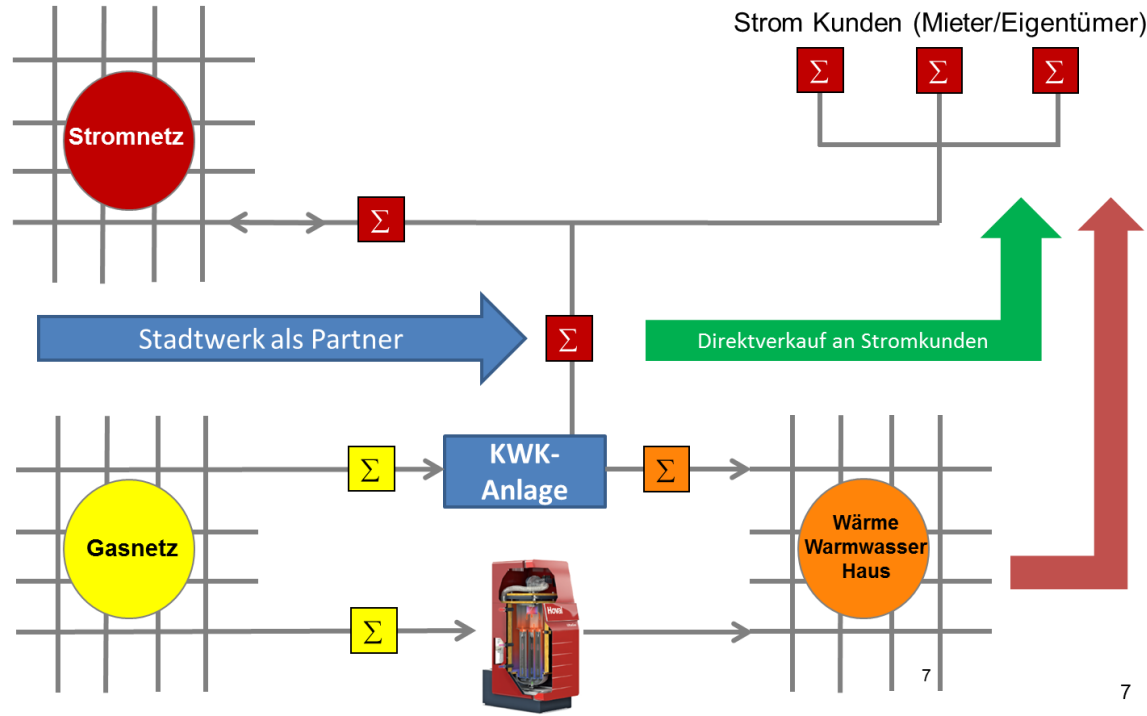 Strom Kunden (Mieter/Eigentümer)
Σ Σ Σ
Stromnetz
Σ
Stadtwerk als Partner
Σ
Direktverkauf an Stromkunden
Σ
KWK-
Anlage
Σ
Gasnetz
Wärme
Warmwasser
Haus
Σ
Hoval
7
7